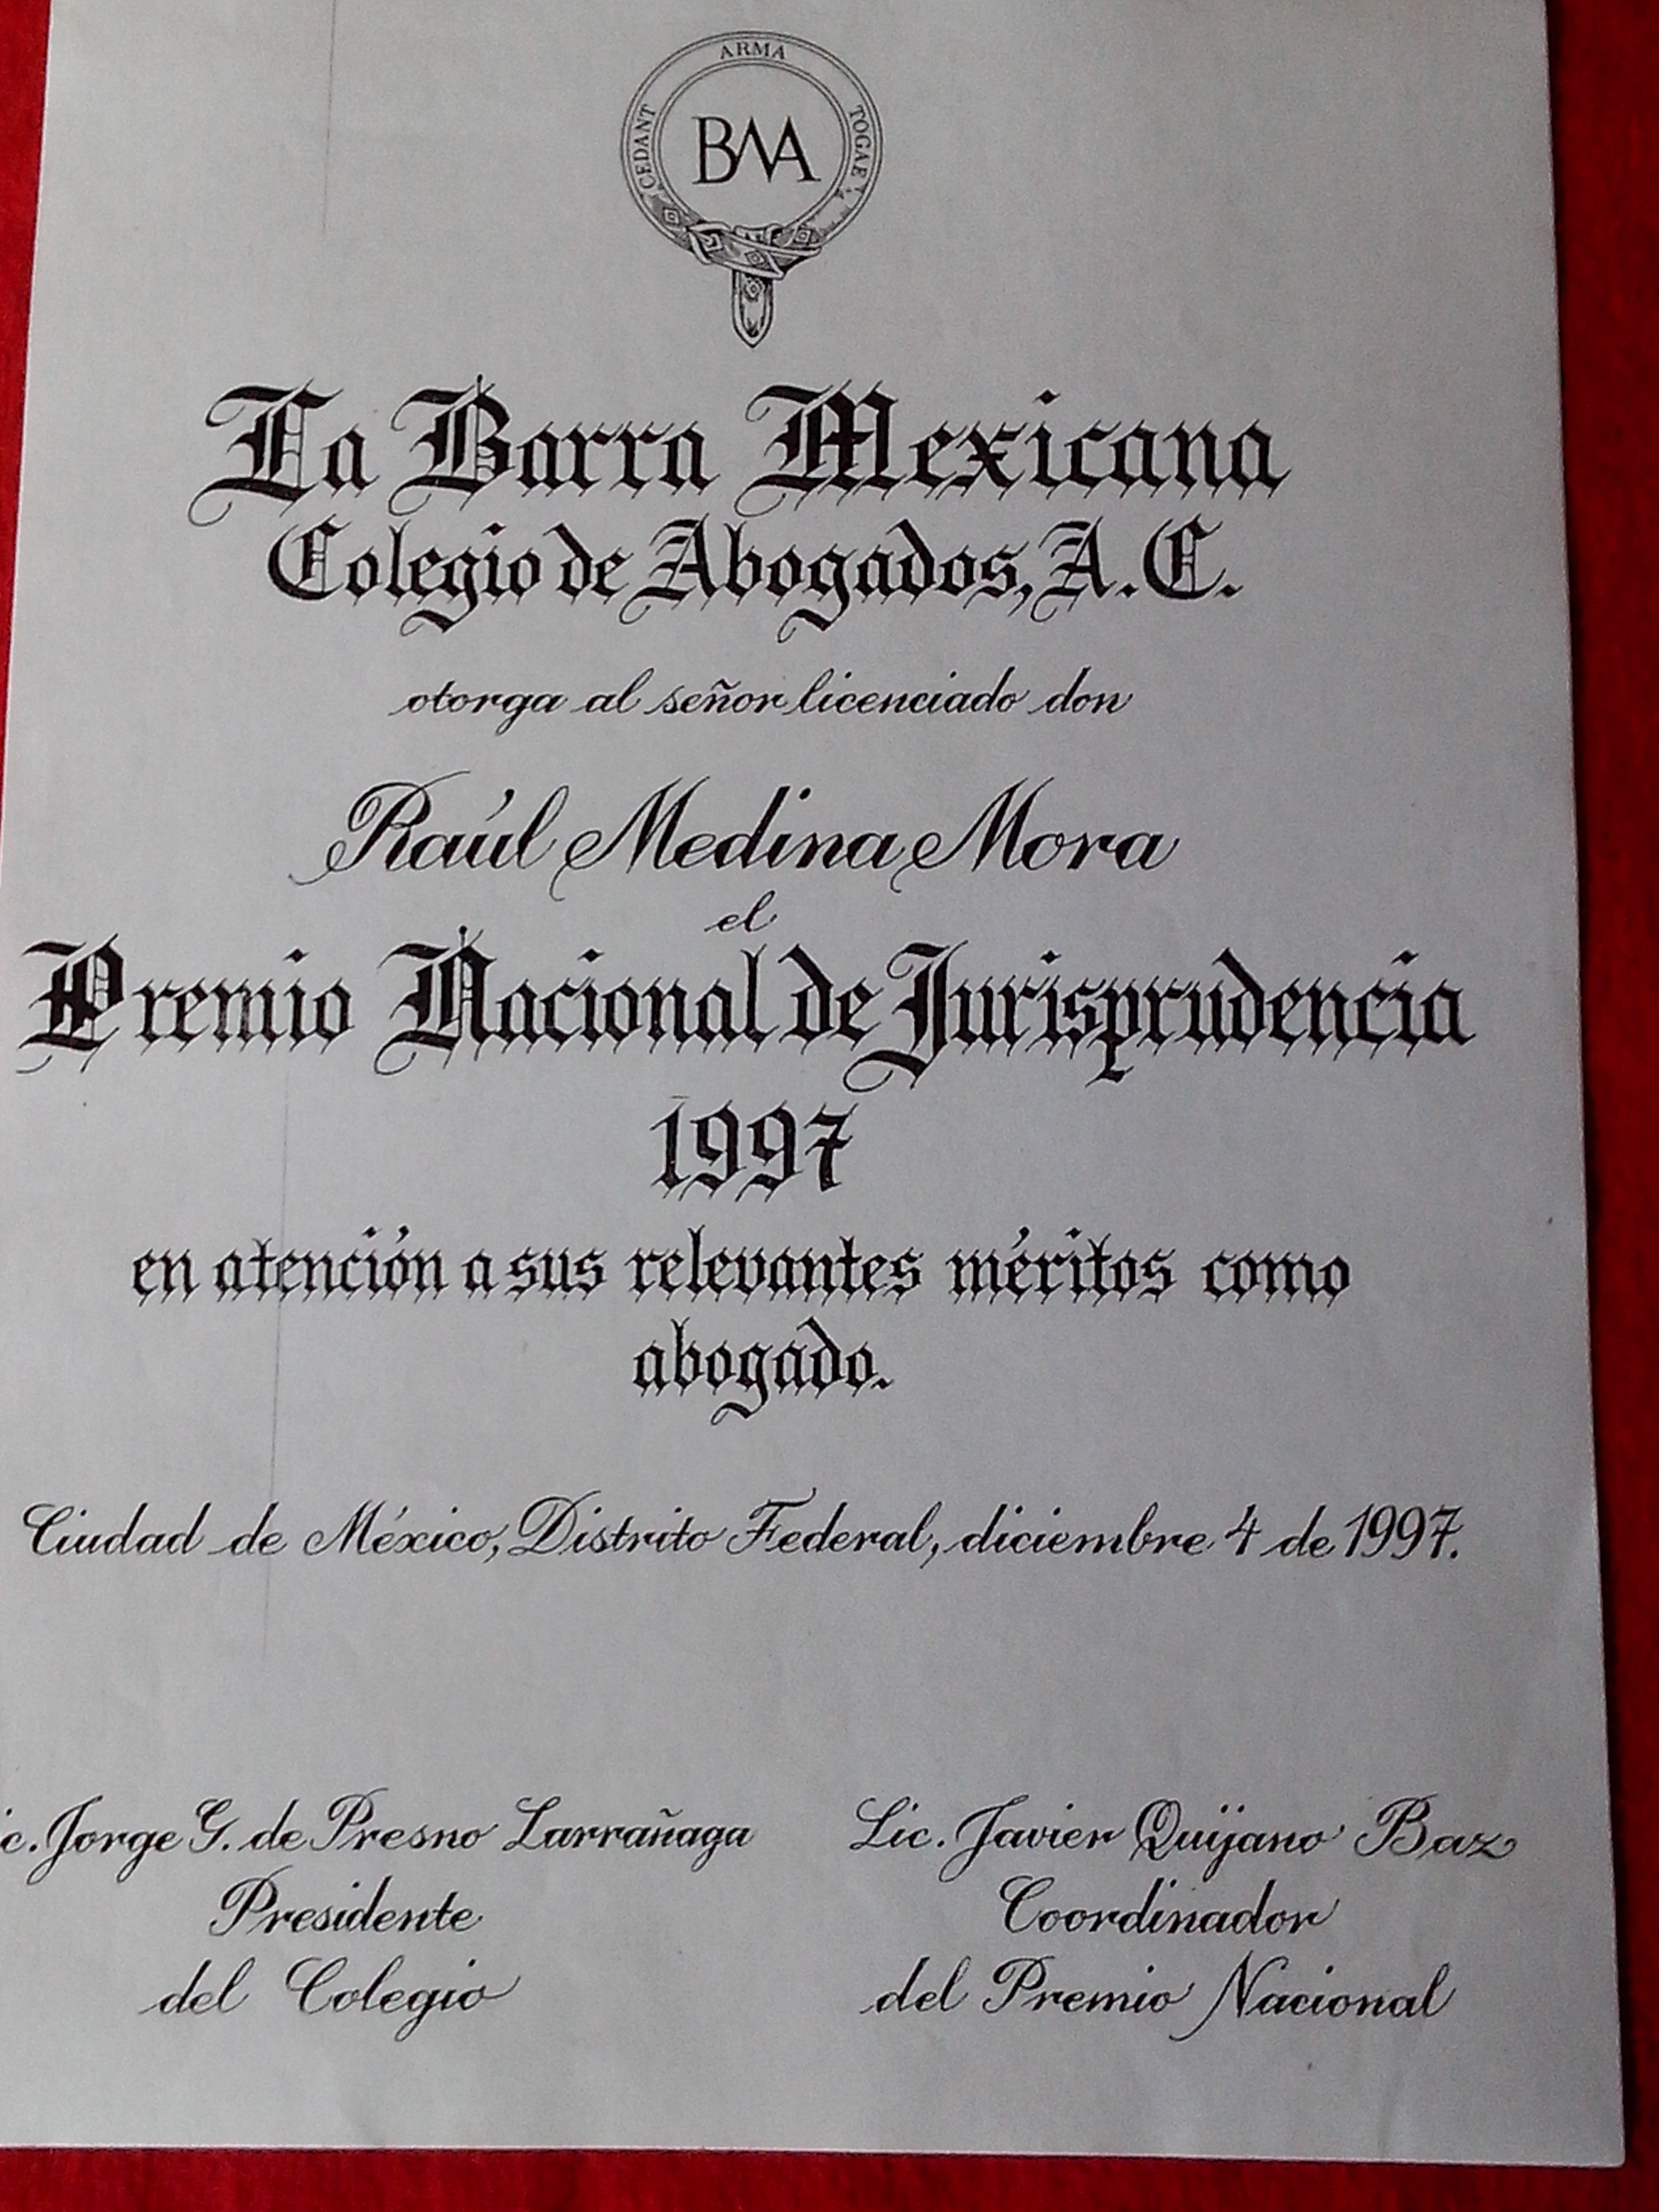 CEDANT ARMA TOGAE
BMA
La Barra Mexicana
Colegio de Abogados, A.C.
otorga al señor licenciado don
Raúl Medina Mora
el
Premio Nacional de Jurisprudencia
1997
en atención a sus relevantes méritos como
abogado.
Ciudad de México, Distrito Federal, diciembre 4 de 1997.
ic. Jorge G. de Presno Larrañaga
Presidente
del Colegio
Lic. Javier Quijano Baz
Coordinador
del Premio Nacional